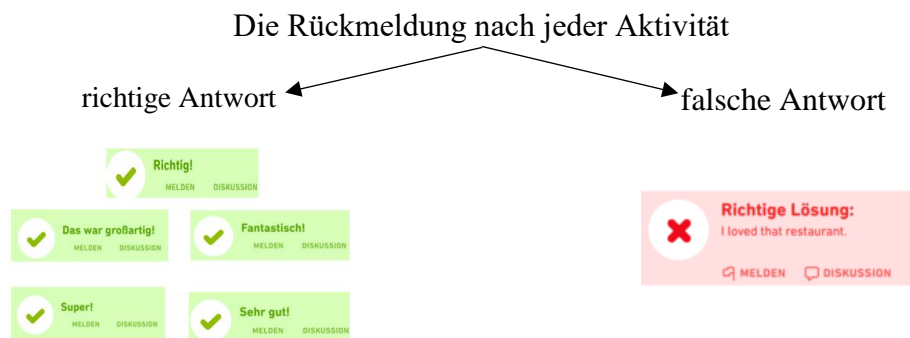 Die Rückmeldung nach jeder Aktivität
richtige Antwort
falsche Antwort
Richtig!
MELDEN DISKUSSION
Das war großartig!
MELDEN DISKUSSION
Fantastisch!
MELDEN DISKUSSION
Super!
MELDEN DISKUSSION
Sehr gut!
MELDEN DISKUSSION
Richtige Lösung:
I loved that restaurant.
MELDEN DISKUSSION